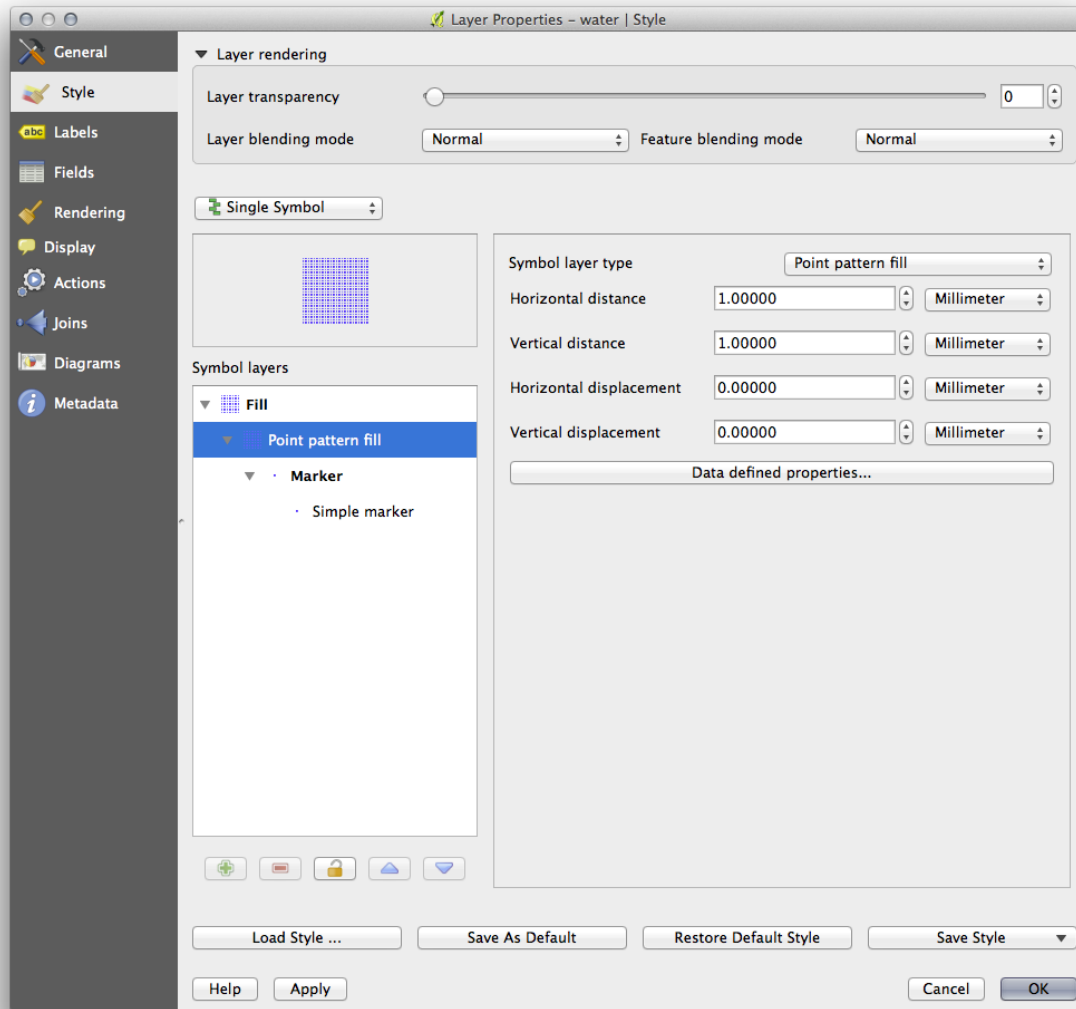 Layer Properties – water | Style
General
Style
abc Labels
Fields
Rendering
Display
Actions
Joins
Diagrams
i Metadata
Layer rendering
Layer transparency 0
Layer blending mode Normal Feature blending mode Normal
Single Symbol
Symbol layers
Fill
Point pattern fill
Marker
Simple marker
Symbol layer type Point pattern fill
Horizontal distance 1.00000 Millimeter
Vertical distance 1.00000 Millimeter
Horizontal displacement 0.00000 Millimeter
Vertical displacement 0.00000 Millimeter
Data defined properties...
Load Style ... Save As Default Restore Default Style Save Style
Help Apply Cancel OK